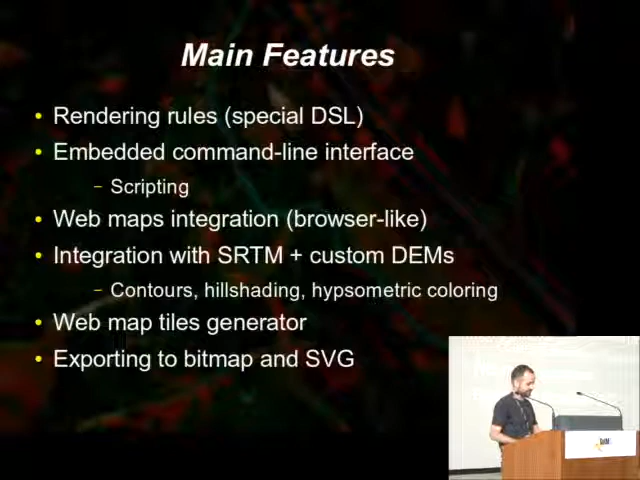 Main Features
• Rendering rules (special DSL)
• Embedded command-line interface
– Scripting
• Web maps integration (browser-like)
• Integration with SRTM + custom DEMs
– Contours, hillshading, hypsometric coloring
• Web map tiles generator
• Exporting to bitmap and SVG